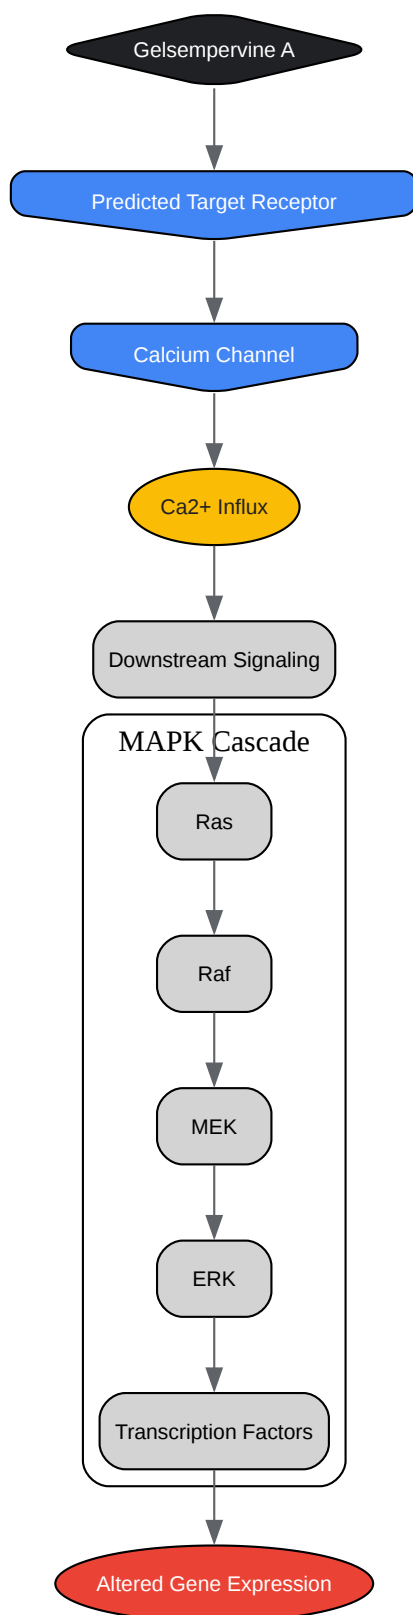 Gelsempervine A
Predicted Target Receptor
Calcium Channel
Ca2+ Influx
Downstream Signaling
MAPK Cascade
Ras
Raf
MEK
ERK
Transcription Factors
Altered Gene Expression